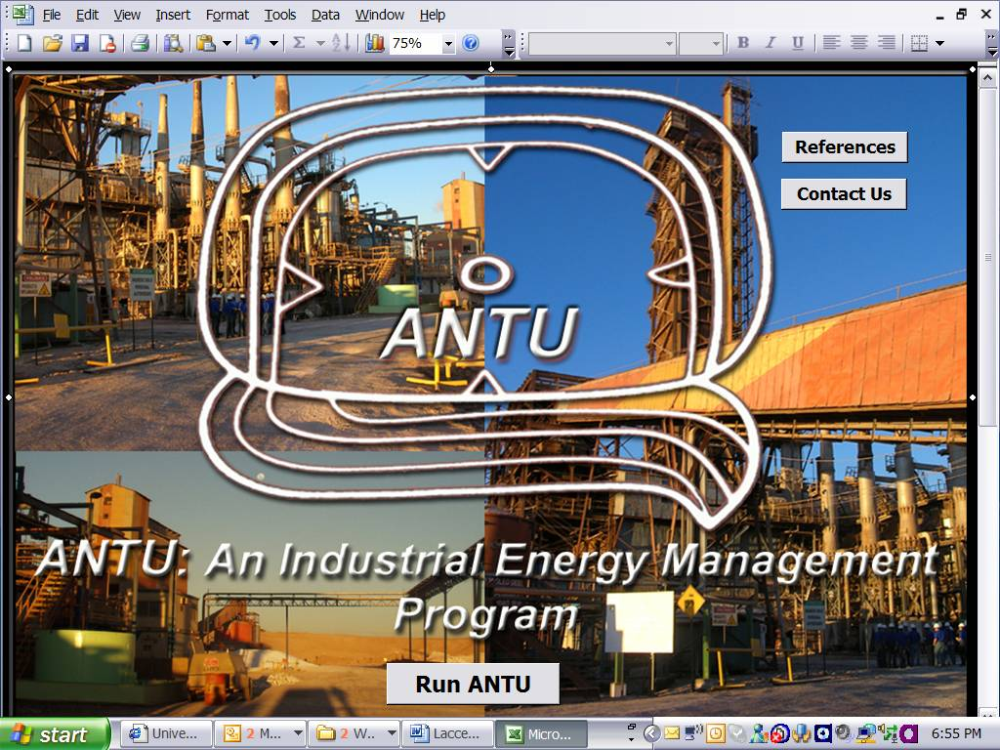 File Edit View Insert Format Tools Data Window Help
75%
B I U
References
Contact Us
ANTU
ANTU: An Industrial Energy Management
Program
Run ANTU
start
Unive...
2 M...
2 W...
Lacce...
Micro...
6:55 PM